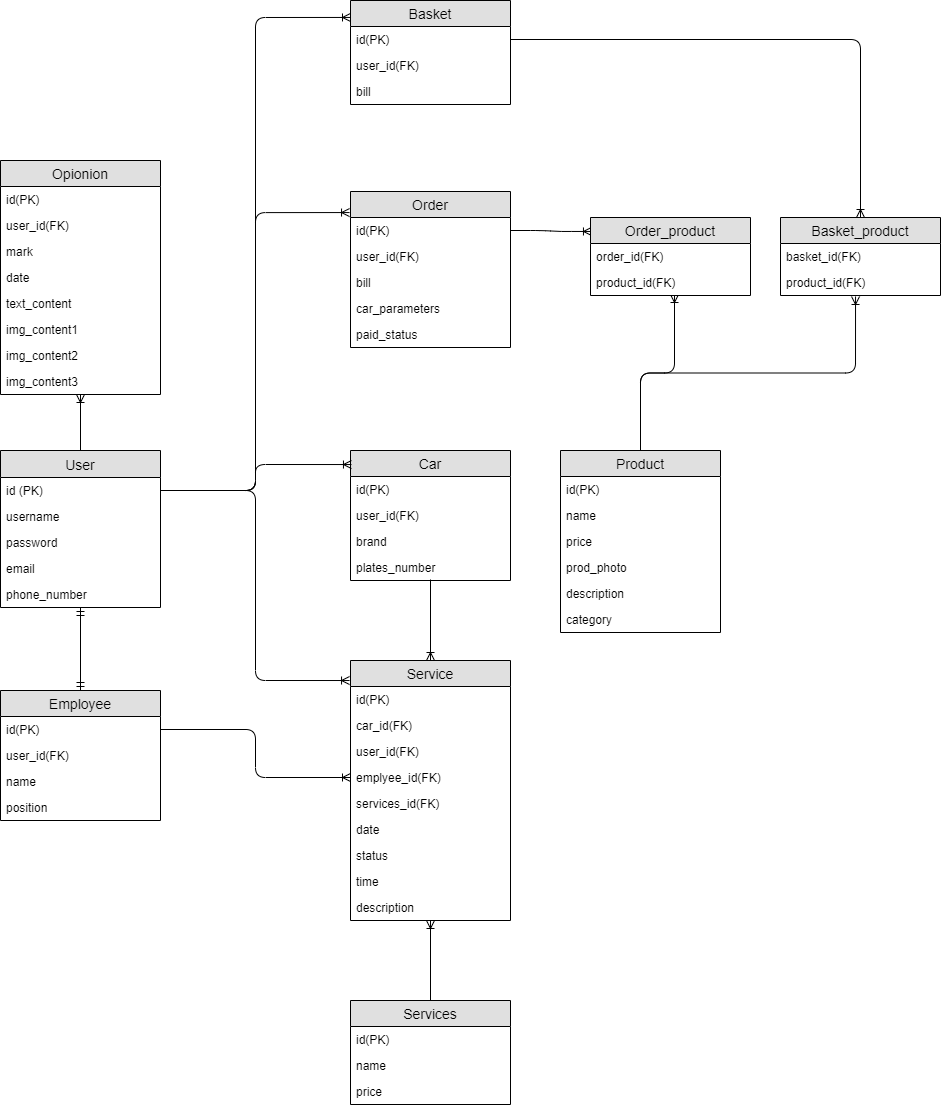 Basket
id(PK)
user_id(FK)
bill
Opionion
id(PK)
user_id(FK)
mark
date
text_content
img_content1
img_content2
img_content3
Order
id(PK)
user_id(FK)
bill
car_parameters
paid_status
Order_product
order_id(FK)
product_id(FK)
Basket_product
basket_id(FK)
product_id(FK)
User
id (PK)
username
password
email
phone_number
Car
id(PK)
user_id(FK)
brand
plates_number
Product
id(PK)
name
price
prod_photo
description
category
Employee
id(PK)
user_id(FK)
name
position
Service
id(PK)
car_id(FK)
user_id(FK)
emplyee_id(FK)
services_id(FK)
date
status
time
description
Services
id(PK)
name
price